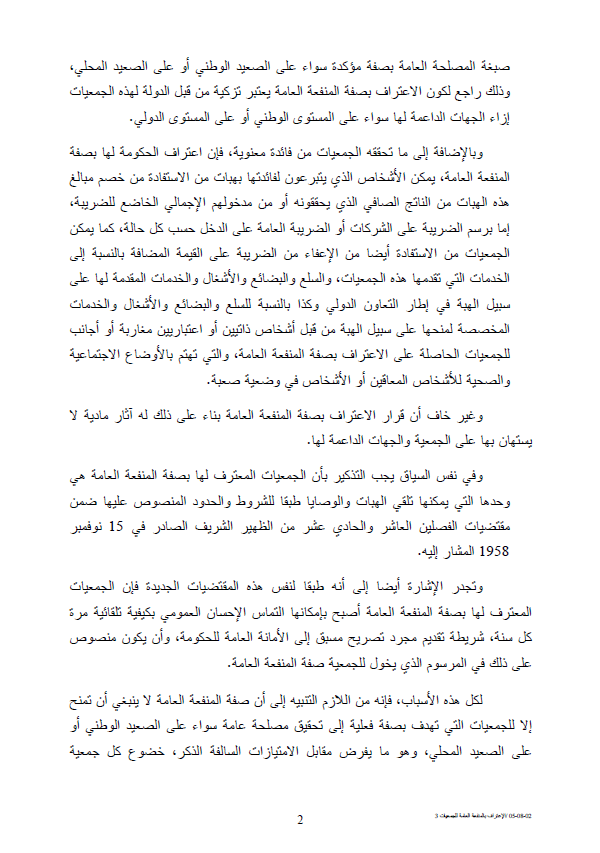 صبغة المصلحة العامة بصفة مؤكدة سواء على الصعيد الوطني أو على الصعيد المحلي،
وذلك راجع لكون الاعتراف بصفة المنفعة العامة يعتبر تزكية من قبل الدولة لهذه الجمعيات
إزاء الجهات الداعمة لها سواء على المستوى الوطني أو على المستوى الدولي.
وبالإضافة إلى ما تحققه الجمعيات من فائدة معنوية، فإن اعتراف الحكومة لها بصفة
المنفعة العامة، يمكن الأشخاص الذي يتبرعون لفائدتها بهبات من الاستفادة من خصم مبالغ
هذه الهبات من الناتج الصافي الذي يحققونه أو من مدخولهم الإجمالي الخاضع للضريبة،
إما برسم الضريبة على الشركات أو الضريبة العامة على الدخل حسب كل حالة، كما يمكن
الجمعيات من الاستفادة أيضا من الإعفاء من الضريبة على القيمة المضافة بالنسبة إلى
الخدمات التي تقدمها هذه الجمعيات، والسلع والبضائع والأشغال والخدمات المقدمة لها على
سبيل الهبة في إطار التعاون الدولي وكذا بالنسبة للسلع والبضائع والأشغال والخدمات
المخصصة لمنحها على سبيل الهبة من قبل أشخاص ذاتيين أو اعتباريين مغاربة أو أجانب
للجمعيات الحاصلة على الاعتراف بصفة المنفعة العامة، والتي تهتم بالأوضاع الاجتماعية
والصحية للأشخاص المعاقين أو الأشخاص في وضعية صعبة.
وغير خاف أن قرار الاعتراف بصفة المنفعة العامة بناء على ذلك له آثار مادية لا
يستهان بها على الجمعية والجهات الداعمة لها.
وفي نفس السياق يجب التذكير بأن الجمعيات المعترف لها بصفة المنفعة العامة هي
وحدها التي يمكنها تلقي الهبات والوصايا طبقا للشروط والحدود المنصوص عليها ضمن
مقتضيات الفصلين العاشر والحادي عشر من الظهير الشريف الصادر في 15 نوفمبر
1958 المشار إليه.
وتجدر الإشارة أيضا إلى أنه طبقا لنفس هذه المقتضيات الجديدة فإن الجمعيات
المعترف لها بصفة المنفعة العامة أصبح بإمكانها التماس الإحسان العمومي بكيفية تلقائية مرة
كل سنة، شريطة تقديم مجرد تصريح مسبق إلى الأمانة العامة للحكومة، وأن يكون منصوص
على ذلك في المرسوم الذي يخول للجمعية صفة المنفعة العامة.
لكل هذه الأسباب، فإنه من اللازم التنبيه إلى أن صفة المنفعة العامة لا ينبغي أن تمنح
إلا للجمعيات التي تهدف بصفة فعلية إلى تحقيق مصلحة عامة سواء على الصعيد الوطني أو
على الصعيد المحلي، وهو ما يفرض مقابل الامتيازات السالفة الذكر، خضوع كل جمعية
05-08-02 /الإعتراف بالمنفعة العامة للجمعيات 3
2